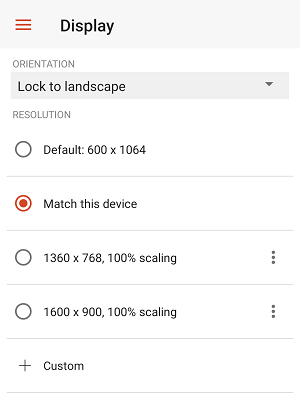 Display
ORIENTATION
Lock to landscape
RESOLUTION
Default: 600 x 1064
Match this device
1360 x 768, 100% scaling
1600 x 900, 100% scaling
Custom